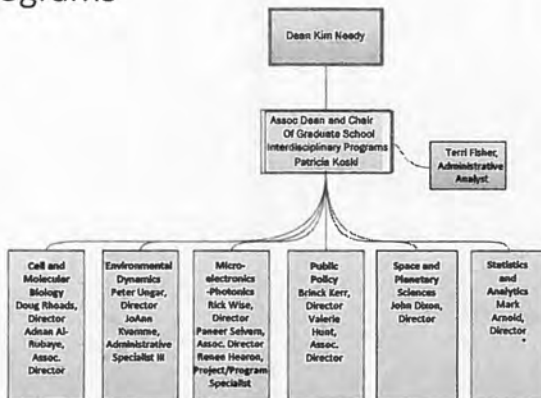 Dean Kim Needy
Assoc Dean and Chair
Of Graduate School
Interdisciplinary Programs
Patricia Koski
Terri Fisher,
Administrative
Analyst
Cell and
Molecular
Biology
Doug Rhoads,
Director
Adnan Al-
Rubaye,
Assoc.
Director
Environmental
Dynamics
Peter Ungar,
Director
JoAnn
Kvamme,
Administrative
Specialist III
Micro-
electronics
-Photonics
Rick Wise,
Director
Paneer Selvem,
Assoc. Director
Renee Hearon,
Project/Program
Specialist
Public
Policy
Brinck Kerr,
Director
Valerie
Hunt,
Assoc.
Director
Space and
Planetary
Sciences
John Dixon,
Director
Statistics
and
Analytics
Mark
Arnold,
Director